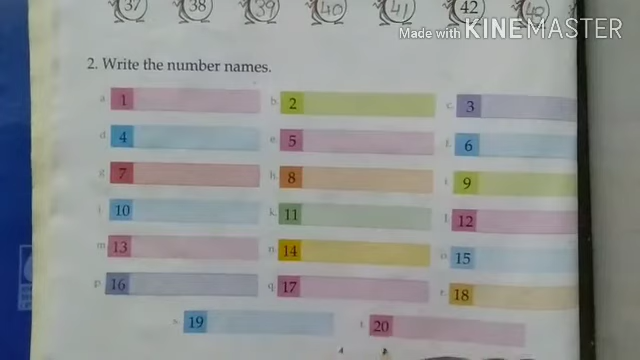 37 38 39 40 41 42 40
Made with KINEMASTER
2. Write the number names.
a 1 b 2 c. 3
d 4 e. 5 f. 6
g 7 h. 8 i 9
j 10 k. 11 l. 12
m 13 n 14 o 15
p 16 q 17 r. 18
s. 19 t. 20